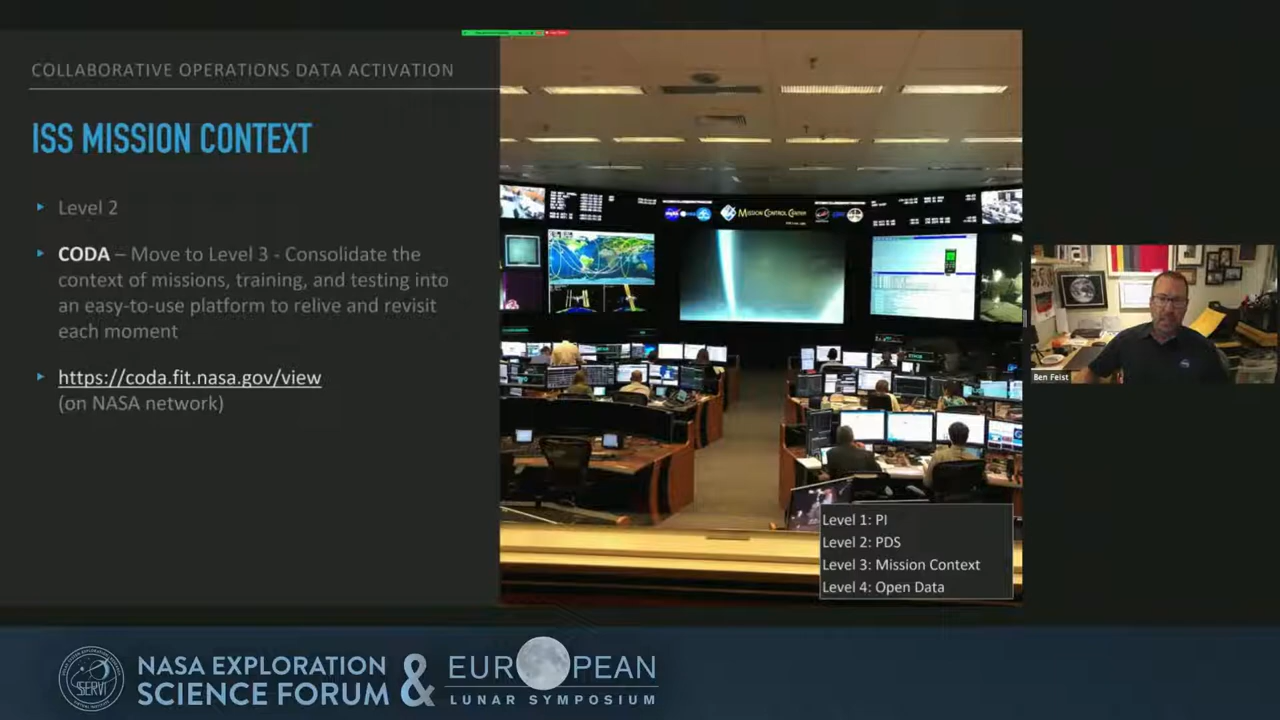 COLLABORATIVE OPERATIONS DATA ACTIVATION
ISS MISSION CONTEXT
Level 2
CODA – Move to Level 3 - Consolidate the
context of missions, training, and testing into
an easy-to-use platform to relive and revisit
each moment
https://coda.fit.nasa.gov/view
(on NASA network)
MISSION CONTROL CENTER
Level 1: PI
Level 2: PDS
Level 3: Mission Context
Level 4: Open Data
Ben Feist
SSERVI
NASA EXPLORATION
SCIENCE FORUM
&
EUROPEAN
LUNAR SYMPOSIUM